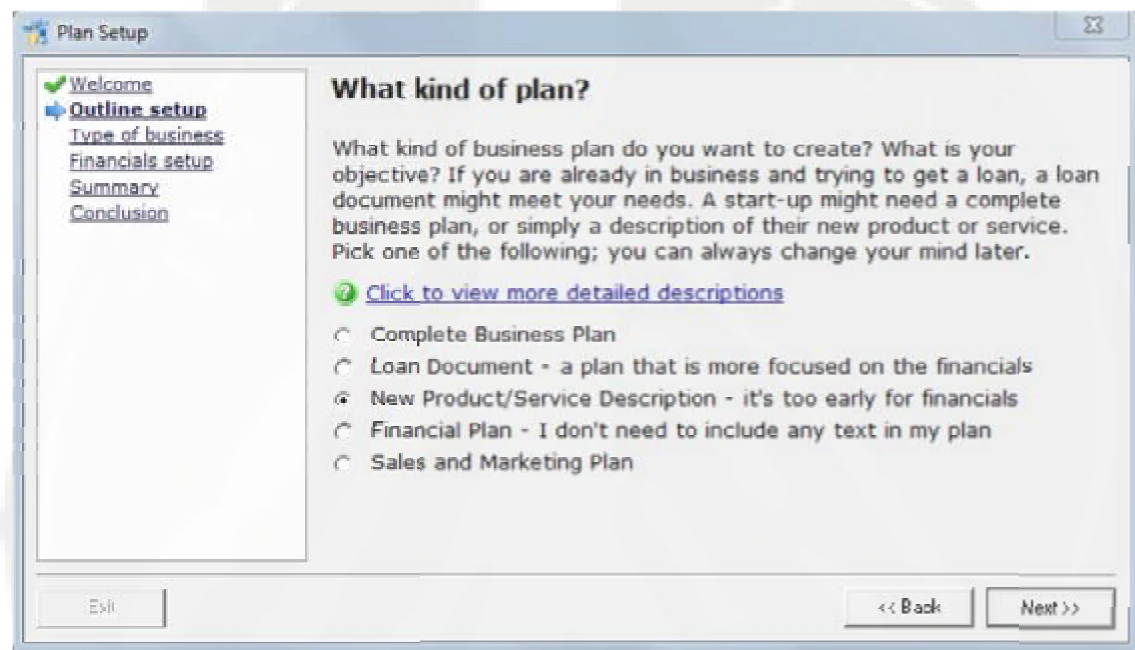 Plan Setup
Welcome
Outline setup
Type of business
Financials setup
Summary
Conclusion
What kind of plan?
What kind of business plan do you want to create? What is your
objective? If you are already in business and trying to get a loan, a loan
document might meet your needs. A start-up might need a complete
business plan, or simply a description of their new product or service.
Pick one of the following; you can always change your mind later.
Click to view more detailed descriptions
Complete Business Plan
Loan Document - a plan that is more focused on the financials
New Product/Service Description - it's too early for financials
Financial Plan - I don't need to include any text in my plan
Sales and Marketing Plan
Exit
<< Back
Next >>